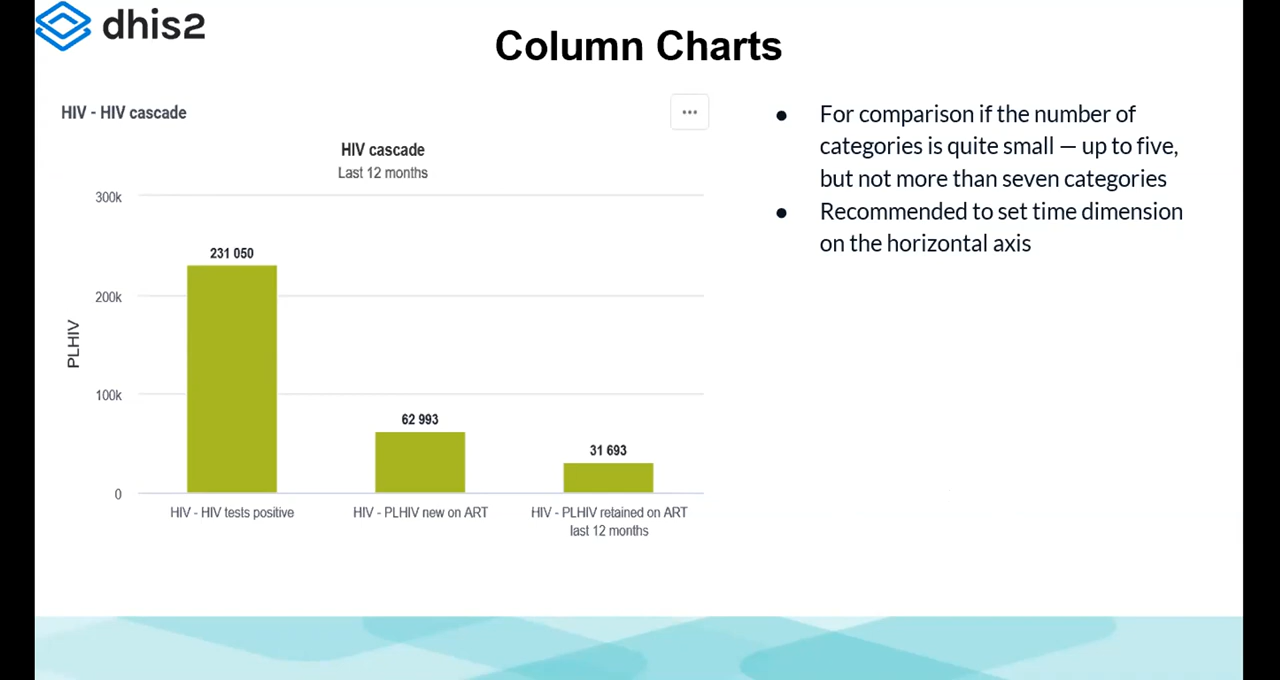 dhis2
Column Charts
HIV - HIV cascade
HIV cascade
Last 12 months
300k
200k
100k
0
PLHIV
231 050
62 993
31 693
HIV - HIV tests positive
HIV - PLHIV new on ART
HIV - PLHIV retained on ART
last 12 months
● For comparison if the number of
categories is quite small — up to five,
but not more than seven categories
● Recommended to set time dimension
on the horizontal axis